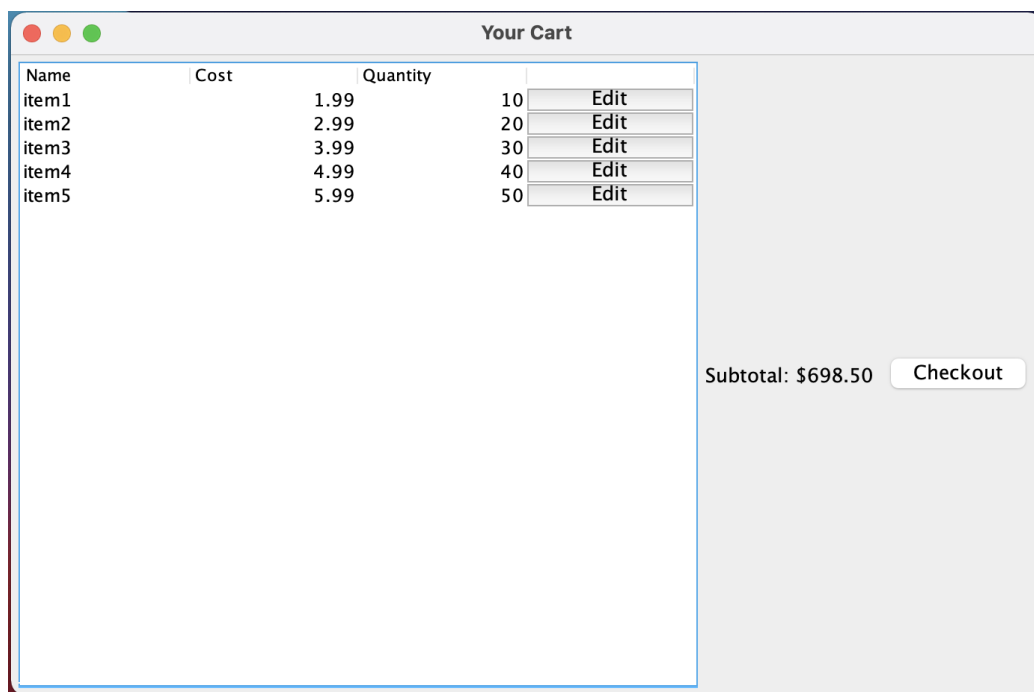 Your Cart
Name Cost Quantity
item1 1.99 10 Edit
item2 2.99 20 Edit
item3 3.99 30 Edit
item4 4.99 40 Edit
item5 5.99 50 Edit
Subtotal: $698.50 Checkout